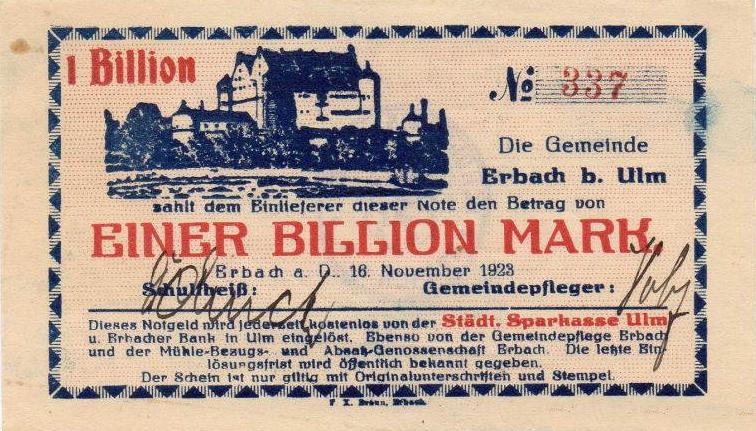 1 Billion
No 337
Die Gemeinde
Erbach b. Ulm
zahlt dem Einlieferer dieser Note den Betrag von
EINER BILLION MARK
Erbach a. D., 16. November 1923
Schultheiß: Gemeindepfleger:
Dieses Notgeld wird jederzeit kostenlos von der Städt. Sparkasse Ulm
u. Erbacher Bank in Ulm eingelöst. Ebenso von der Gemeindepflege Erbach
und der Mühle-Bezugs- und Absatz-Genossenschaft Erbach. Die letzte Ein
lösungsfrist wird öffentlich bekannt gegeben.
Der Schein ist nur gültig mit Originalunterschriften und Stempel.
F. X. Braun, Erbach.